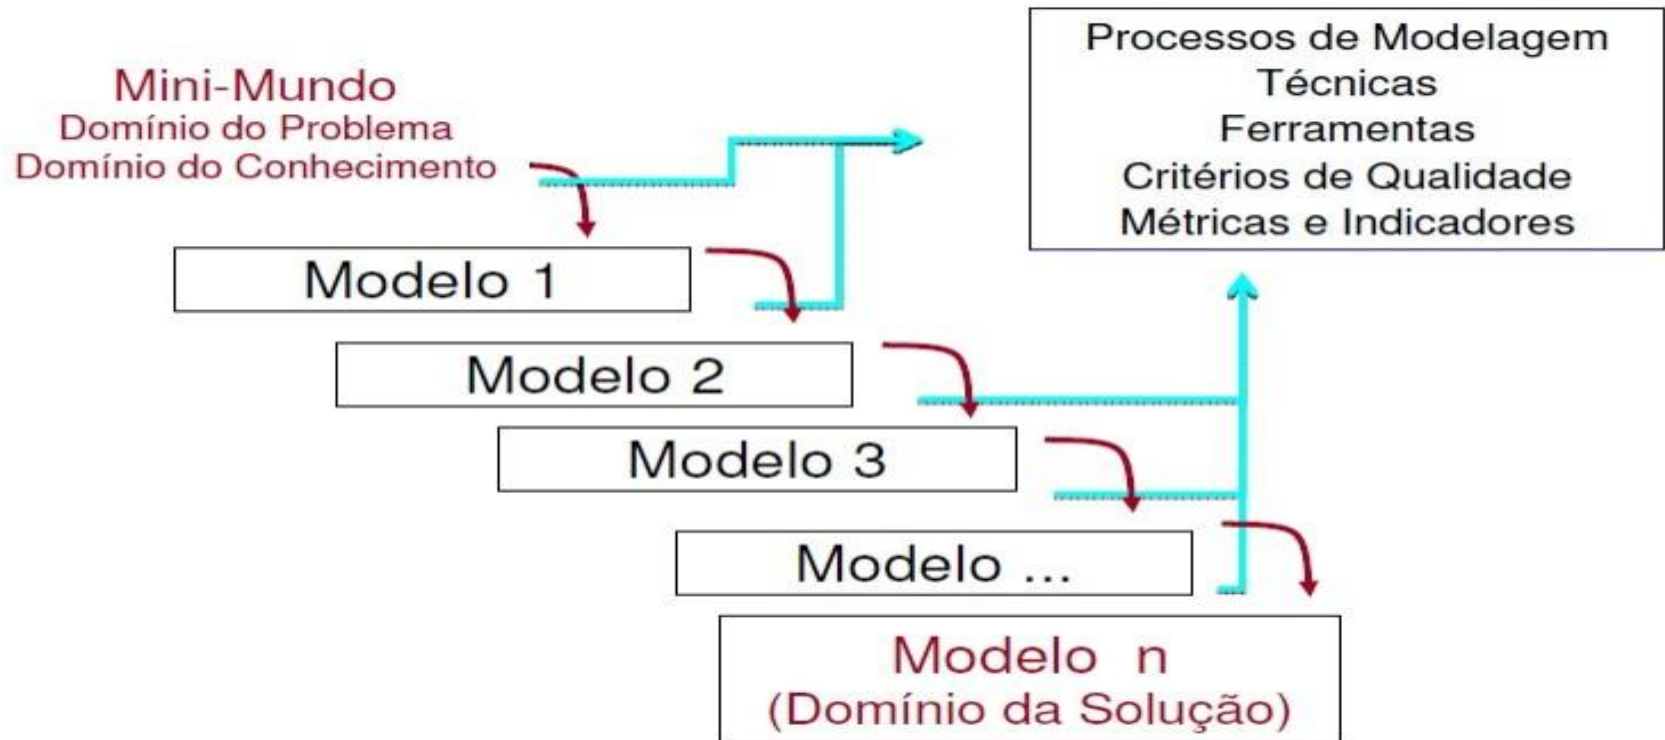 Mini-Mundo
Domínio do Problema
Domínio do Conhecimento
Processos de Modelagem
Técnicas
Ferramentas
Critérios de Qualidade
Métricas e Indicadores
Modelo 1
Modelo 2
Modelo 3
Modelo ...
Modelo n
(Domínio da Solução)